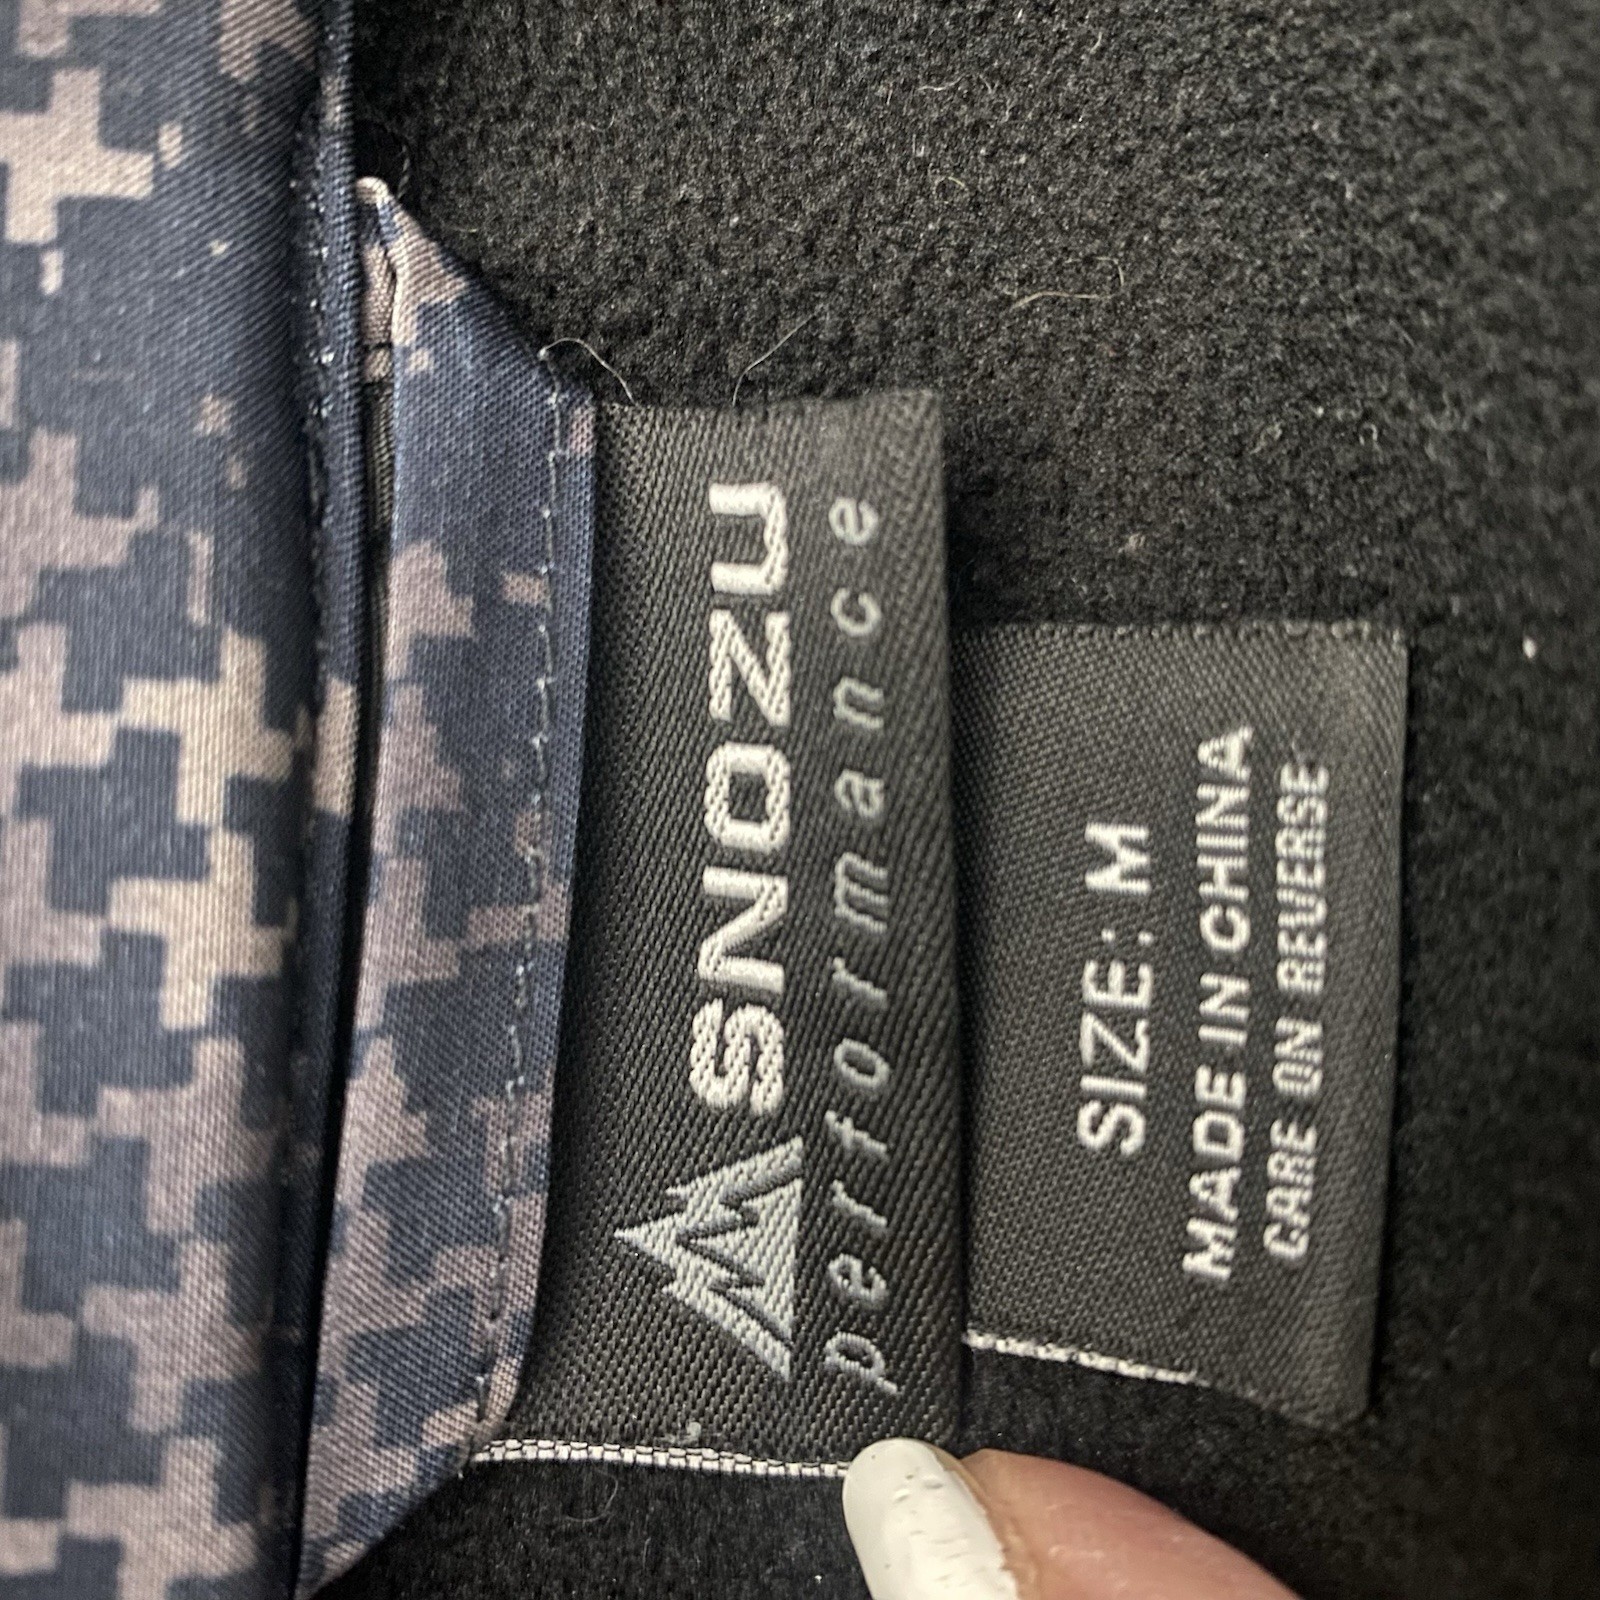 SNOZU
performance
SIZE: M
MADE IN CHINA
CARE ON REVERSE